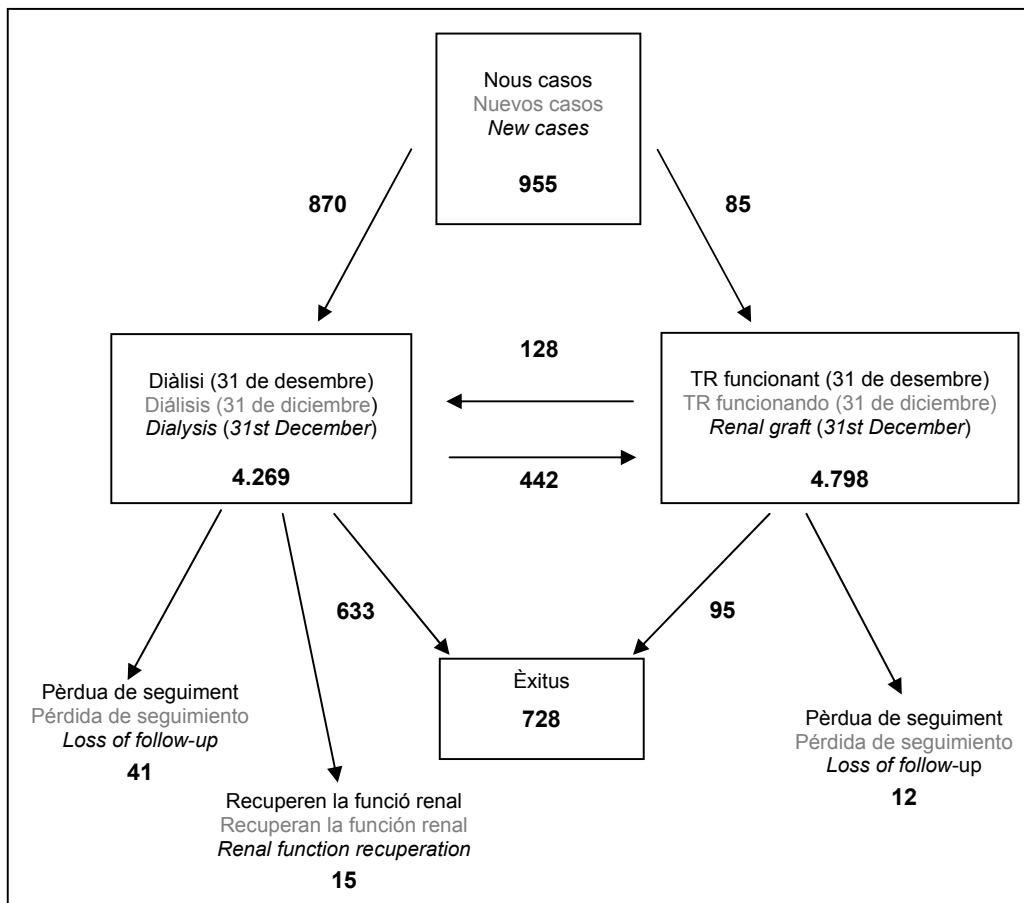 Nous casos
Nuevos casos
New cases
955
870
85
128
442
Diàlisi (31 de desembre)
Diálisis (31 de diciembre)
Dialysis (31st December)
4.269
TR funcionant (31 de desembre)
TR funcionando (31 de diciembre)
Renal graft (31st December)
4.798
633
95
Èxitus
728
Pèrdua de seguiment
Pérdida de seguimiento
Loss of follow-up
41
Recuperen la funció renal
Recuperan la función renal
Renal function recuperation
15
Pèrdua de seguiment
Pérdida de seguimiento
Loss of follow-up
12